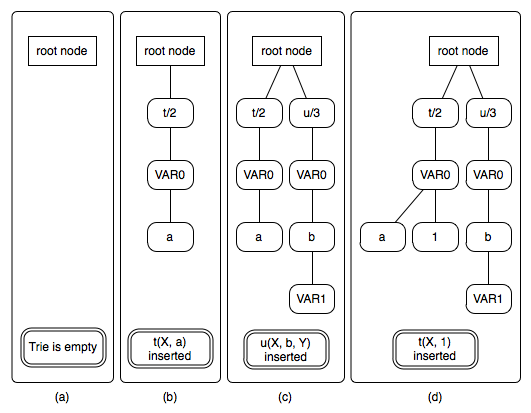 root node
Trie is empty
(a)
root node
t/2
VAR0
a
t(X, a)
inserted
(b)
root node
t/2 u/3
VAR0 VAR0
a b
VAR1
u(X, b, Y)
inserted
(c)
root node
t/2 u/3
VAR0 VAR0
a 1 b
VAR1
t(X, 1)
inserted
(d)